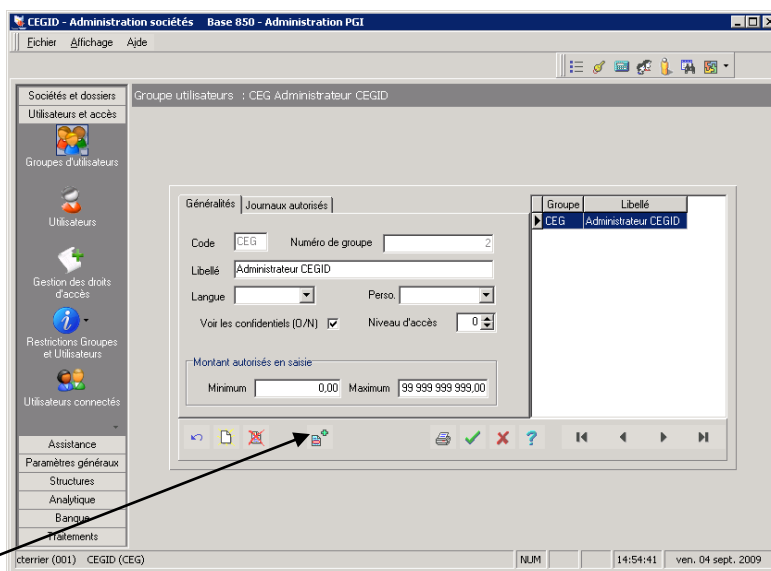 CEGID - Administration sociétés Base 850 - Administration PGI
Fichier Affichage Aide
Sociétés et dossiers
Utilisateurs et accès
Groupes d'utilisateurs
Utilisateurs
Gestion des droits
d'accès
Restrictions Groupes
et Utilisateurs
Utilisateurs connectés
Assistance
Paramètres généraux
Structures
Analytique
Banque
Traitements
Groupe utilisateurs : CEG Administrateur CEGID
Généralités Journaux autorisés
Code CEG Numéro de groupe 2
Libellé Administrateur CEGID
Langue Perso.
Voir les confidentiels (O/N) Niveau d'accès 0
Montant autorisés en saisie
Minimum 0,00 Maximum 99 999 999 999,00
Groupe Libellé
CEG Administrateur CEGID
cterrier (001) CEGID (CEG) NUM 14:54:41 ven. 04 sept. 2009